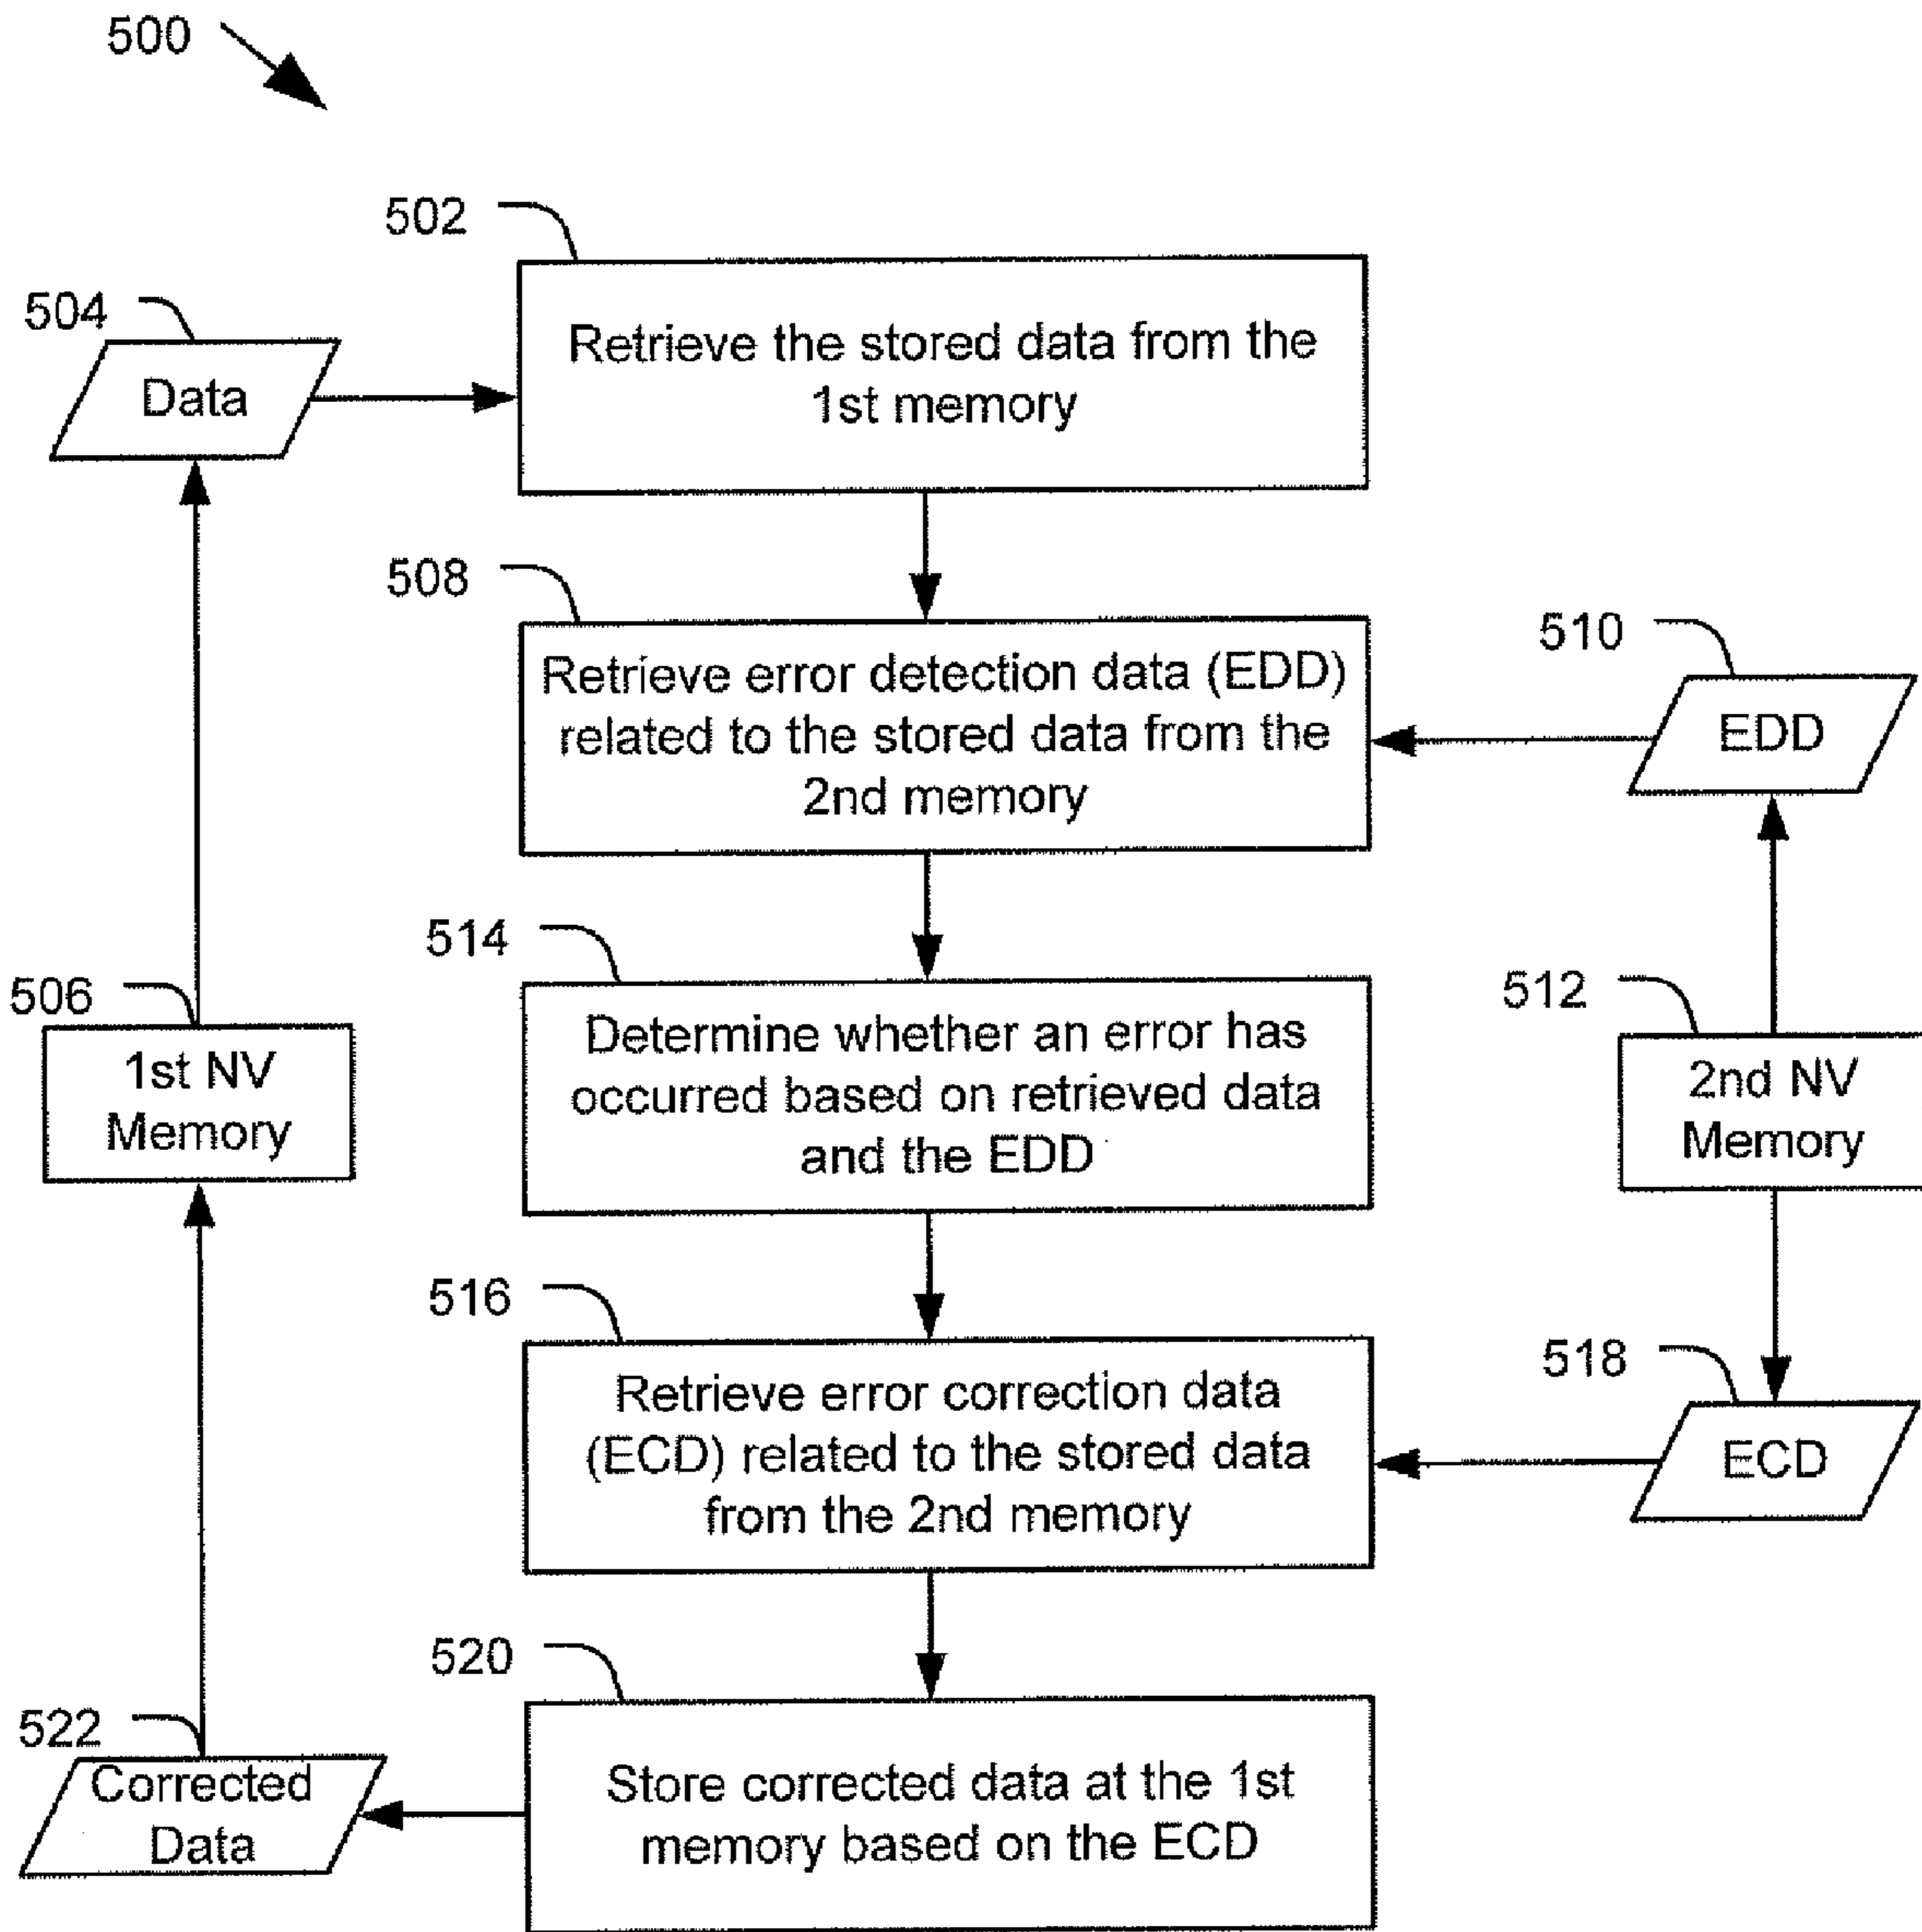 500
502
504
Data
Retrieve the stored data from the
1st memory
508
510
Retrieve error detection data (EDD)
related to the stored data from the
2nd memory
EDD
514
506
512
1st NV
Memory
Determine whether an error has
occurred based on retrieved data
and the EDD
2nd NV
Memory
516
518
Retrieve error correction data
(ECD) related to the stored data
from the 2nd memory
ECD
520
522
Corrected
Data
Store corrected data at the 1st
memory based on the ECD